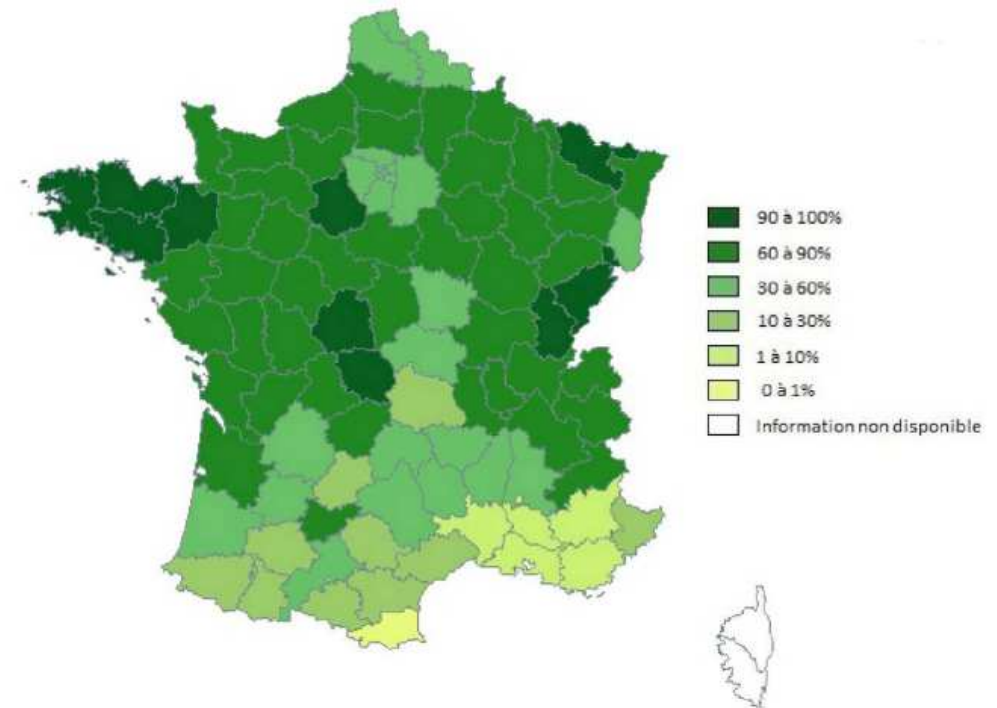 90 à 100%
60 à 90%
30 à 60%
10 à 30%
1 à 10%
0 à 1%
Information non disponible